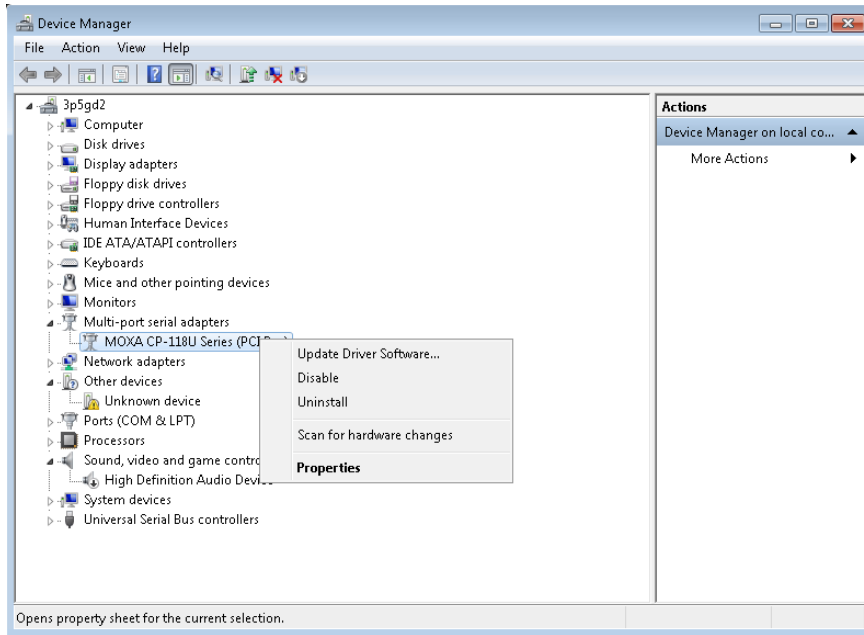 Device Manager
File Action View Help
3p5gd2
Computer
Disk drives
Display adapters
Floppy disk drives
Floppy drive controllers
Human Interface Devices
IDE ATA/ATAPI controllers
Keyboards
Mice and other pointing devices
Monitors
Multi-port serial adapters
MOXA CP-118U Series (PCI
Network adapters
Other devices
Unknown device
Ports (COM & LPT)
Processors
Sound, video and game contro
High Definition Audio Devic
System devices
Universal Serial Bus controllers
Update Driver Software...
Disable
Uninstall
Scan for hardware changes
Properties
Actions
Device Manager on local co...
More Actions
Opens property sheet for the current selection.